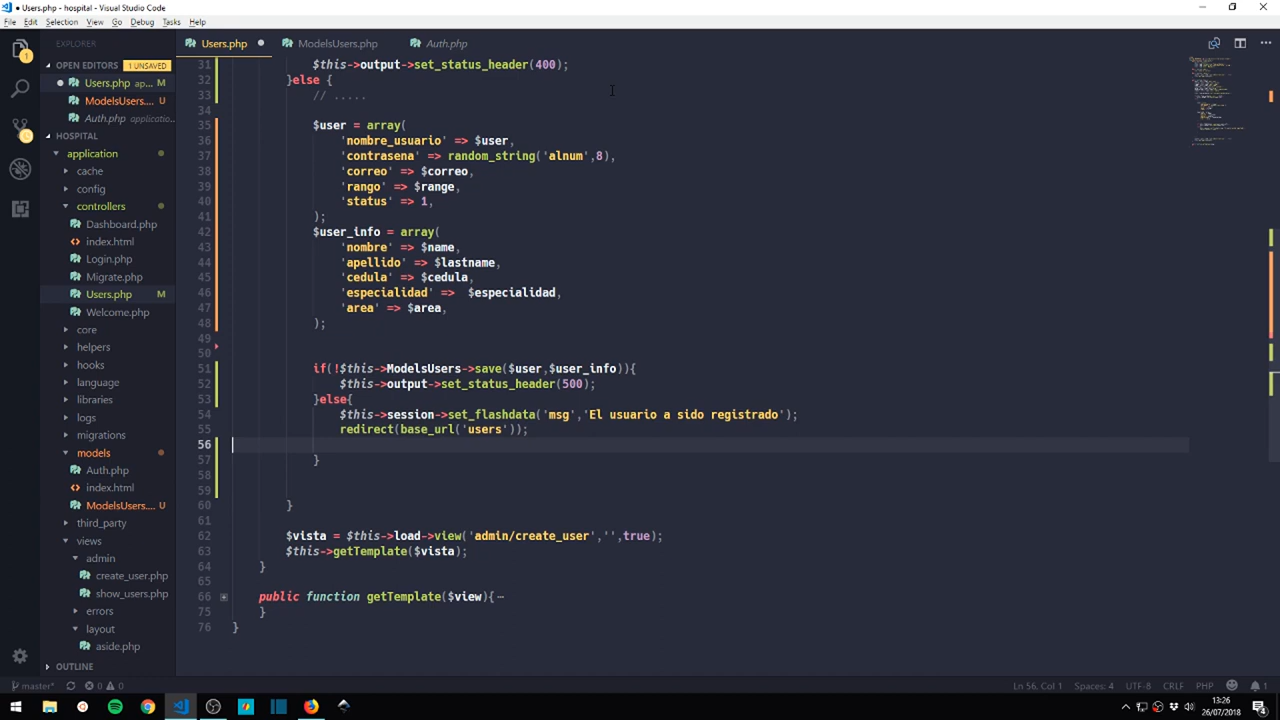 ● Users.php - hospital - Visual Studio Code
File Edit Selection View Go Debug Tasks Help
EXPLORER
OPEN EDITORS 1 UNSAVED
Users.php ap... M
ModelsUsers.... U
Auth.php applicatio...
HOSPITAL
application
cache
config
controllers
Dashboard.php
index.html
Login.php
Migrate.php
Users.php M
Welcome.php
core
helpers
hooks
language
libraries
logs
migrations
models
Auth.php
index.html
ModelsUsers.... U
third_party
views
admin
create_user.php
show_users.php
errors
layout
aside.php
OUTLINE
Users.php ● ModelsUsers.php Auth.php
31 $this->output->set_status_header(400);
32 }else {
33 // .....
34
35 $user = array(
36 'nombre_usuario' => $user,
37 'contrasena' => random_string('alnum',8),
38 'correo' => $correo,
39 'rango' => $range,
40 'status' => 1,
41 );
42 $user_info = array(
43 'nombre' => $name,
44 'apellido' => $lastname,
45 'cedula' => $cedula,
46 'especialidad' =>  $especialidad,
47 'area' => $area,
48 );
49
50
51 if(!$this->ModelsUsers->save($user,$user_info)){
52 $this->output->set_status_header(500);
53 }else{
54 $this->session->set_flashdata('msg','El usuario a sido registrado');
55 redirect(base_url('users'));
56
57 }
58
59
60 }
61
62 $vista = $this->load->view('admin/create_user','',true);
63 $this->getTemplate($vista);
64 }
65
66 public function getTemplate($view){⋯
75 }
76 }
master* 0 0
Ln 56, Col 1 Spaces: 4 UTF-8 CRLF PHP 1
13:26
26/07/2018
4